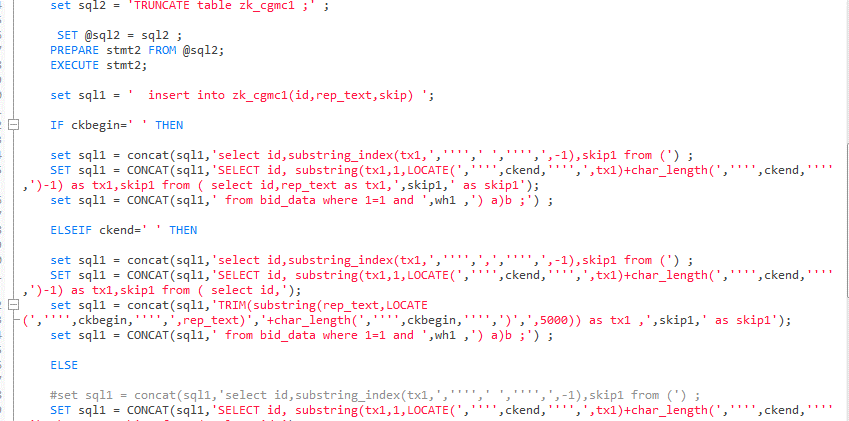 set sql2 = 'TRUNCATE table zk_cgmc1 ;' ;
SET @sql2 = sql2 ;
PREPARE stmt2 FROM @sql2;
EXECUTE stmt2;
set sql1 = '  insert into zk_cgmc1(id,rep_text,skip) ';
IF ckbegin=' ' THEN
set sql1 = concat(sql1,'select id,substring_index(tx1,','''',' ','''',',-1),skip1 from (') ;
SET sql1 = CONCAT(sql1,'SELECT id, substring(tx1,1,LOCATE(','''',ckend,'''',',tx1)+char_length(','''',ckend,''''
,')-1) as tx1,skip1 from ( select id,rep_text as tx1,',skip1,' as skip1');
set sql1 = CONCAT(sql1,' from bid_data where 1=1 and ',wh1 ,') a)b ;') ;
ELSEIF ckend=' ' THEN
set sql1 = concat(sql1,'select id,substring_index(tx1,','''',',','''',',-1),skip1 from (') ;
SET sql1 = CONCAT(sql1,'SELECT id, substring(tx1,1,LOCATE(','''',ckend,'''',',tx1)+char_length(','''',ckend,''''
,')-1) as tx1,skip1 from ( select id,');
set sql1 = concat(sql1,'TRIM(substring(rep_text,LOCATE
(','''',ckbegin,'''',',rep_text)','+char_length(','''',ckbegin,'''',')',',5000)) as tx1 ,',skip1,' as skip1');
set sql1 = CONCAT(sql1,' from bid_data where 1=1 and ',wh1 ,') a)b ;') ;
ELSE
#set sql1 = concat(sql1,'select id,substring_index(tx1,','''',' ','''',',-1),skip1 from (') ;
SET sql1 = CONCAT(sql1,'SELECT id, substring(tx1,1,LOCATE(','''',ckend,'''',',tx1)+char_length(','''',ckend,''''